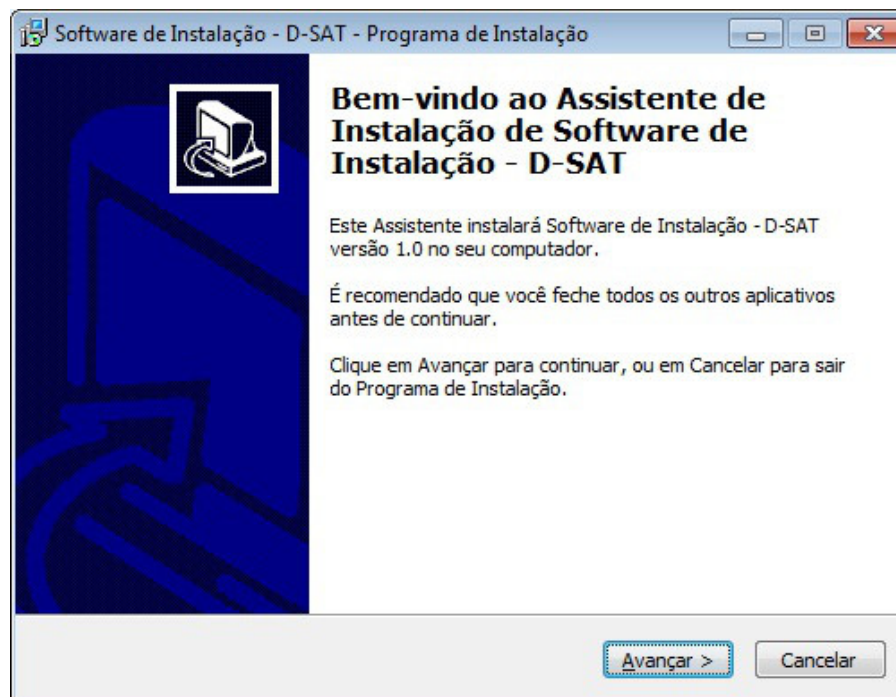 Software de Instalação - D-SAT - Programa de Instalação
Bem-vindo ao Assistente de
Instalação de Software de
Instalação - D-SAT
Este Assistente instalará Software de Instalação - D-SAT
versão 1.0 no seu computador.
É recomendado que você feche todos os outros aplicativos
antes de continuar.
Clique em Avançar para continuar, ou em Cancelar para sair
do Programa de Instalação.
Avançar > Cancelar